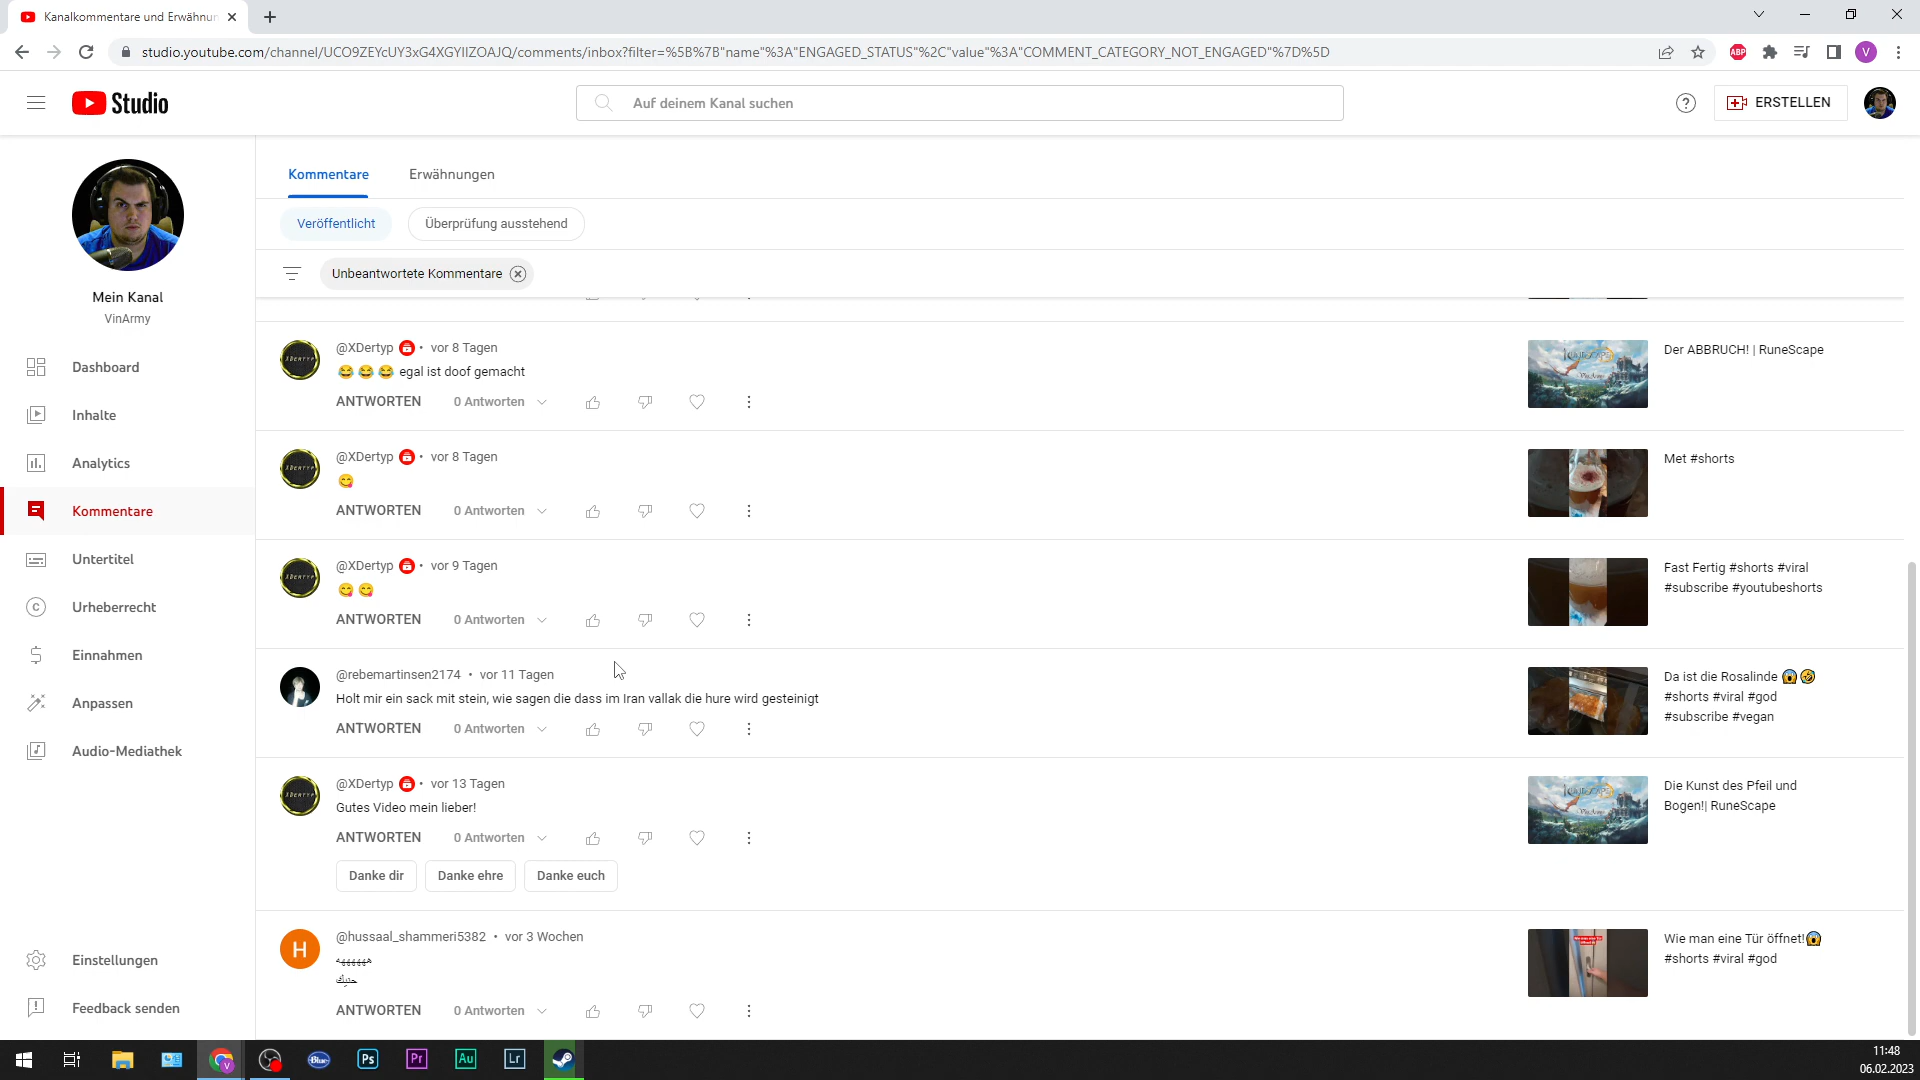 Kanalkommentare und Erwähnun
studio.youtube.com/channel/UCO9ZEYcUY3xG4XGYIIZOAJQ/comments/inbox?filter=%5B%7B"name"%3A"ENGAGED_STATUS"%2C"value"%3A"COMMENT_CATEGORY_NOT_ENGAGED"%7D%5D
ABP
V
Studio
Auf deinem Kanal suchen
ERSTELLEN
Mein Kanal
VinArmy
Dashboard
Inhalte
Analytics
Kommentare
Untertitel
Urheberrecht
Einnahmen
Anpassen
Audio-Mediathek
Einstellungen
Feedback senden
Kommentare
Erwähnungen
Veröffentlicht
Überprüfung ausstehend
Unbeantwortete Kommentare
@XDertyp • vor 8 Tagen
😂 😂 😂 egal ist doof gemacht
ANTWORTEN 0 Antworten
Der ABBRUCH! | RuneScape
@XDertyp • vor 8 Tagen
😋
ANTWORTEN 0 Antworten
Met #shorts
@XDertyp • vor 9 Tagen
😋 😋
ANTWORTEN 0 Antworten
Fast Fertig #shorts #viral
#subscribe #youtubeshorts
@rebemartinsen2174 • vor 11 Tagen
Holt mir ein sack mit stein, wie sagen die dass im Iran vallak die hure wird gesteinigt
ANTWORTEN 0 Antworten
Da ist die Rosalinde 😱🤣
#shorts #viral #god
#subscribe #vegan
@XDertyp • vor 13 Tagen
Gutes Video mein lieber!
ANTWORTEN 0 Antworten
Danke dir
Danke ehre
Danke euch
Die Kunst des Pfeil und
Bogen!| RuneScape
H
@hussaal_shammeri5382 • vor 3 Wochen
ANTWORTEN 0 Antworten
Wie man eine Tür öffnet!😱
#shorts #viral #god
Blue
Ps
Pr
Au
Lr
11:48
06.02.2023